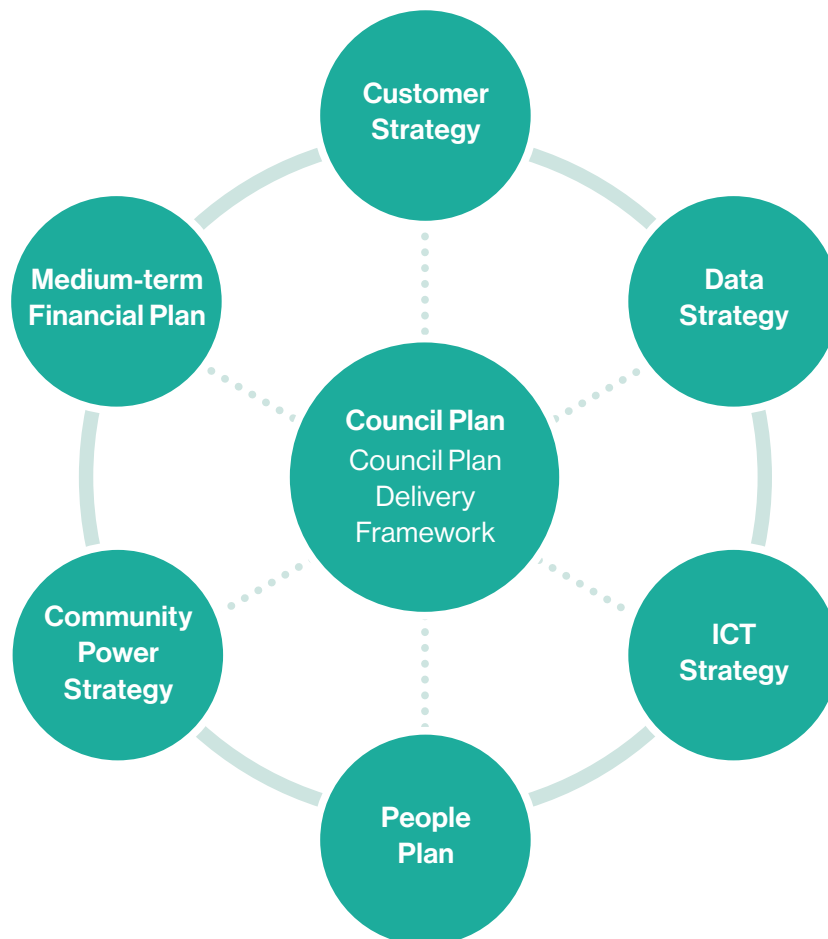 Customer
Strategy
Medium-term
Financial Plan
Data
Strategy
Council Plan
Council Plan
Delivery
Framework
Community
Power
Strategy
ICT
Strategy
People
Plan